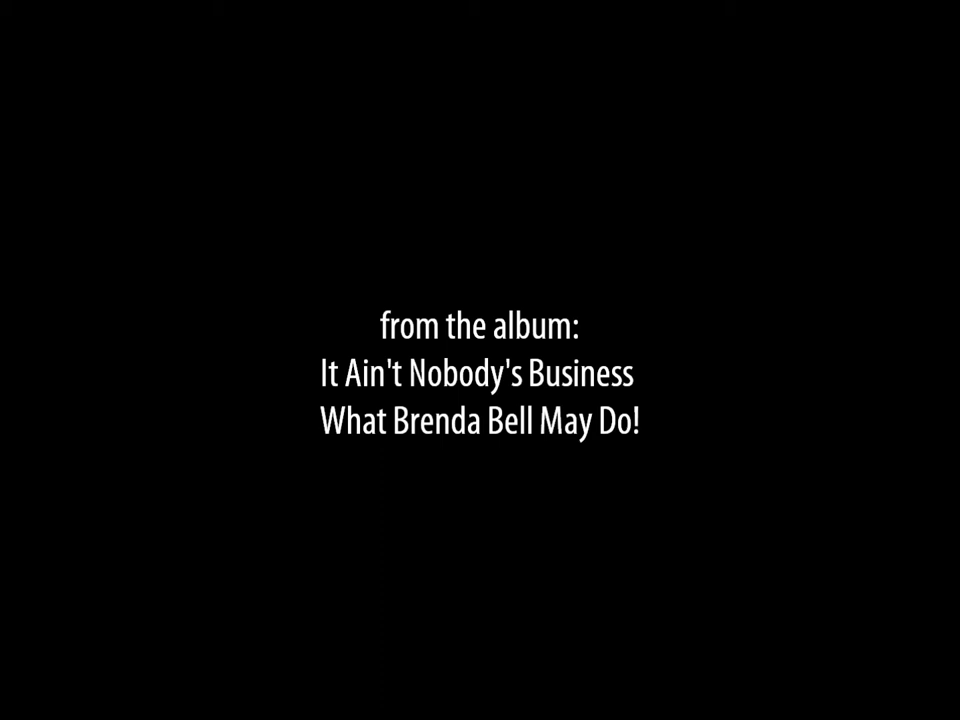 from the album:
It Ain't Nobody's Business
What Brenda Bell May Do!